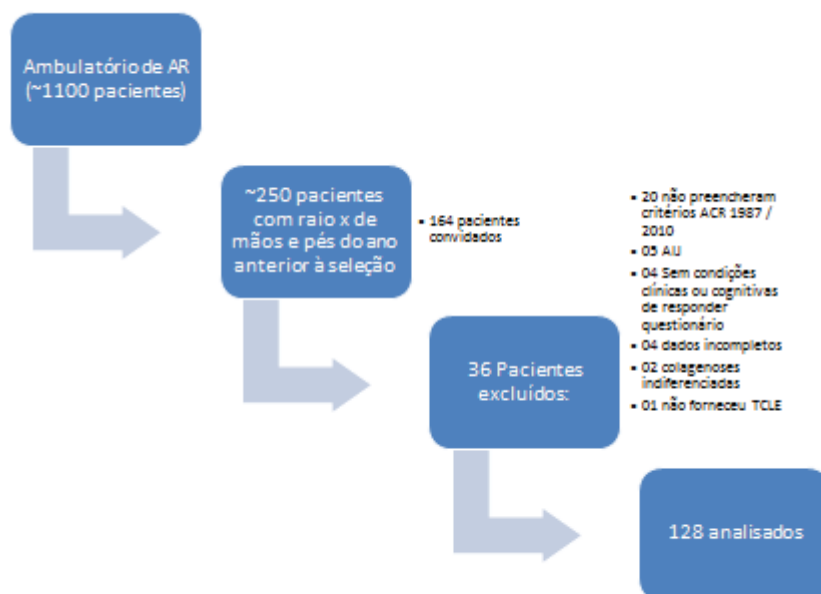 Ambulatório de AR
(~1100 pacientes)
~250 pacientes
com raio x de
mãos e pés do ano
anterior à seleção
• 164 pacientes
convidados
36 Pacientes
excluídos:
• 20 não preencheram
critérios ACR 1987 /
2010
• 05 AIJ
• 04 Sem condições
clínicas ou cognitivas
de responder
questionário
• 04 dados incompletos
• 02 colagenoses
indiferenciadas
• 01 não forneceu TCLE
128 analisados